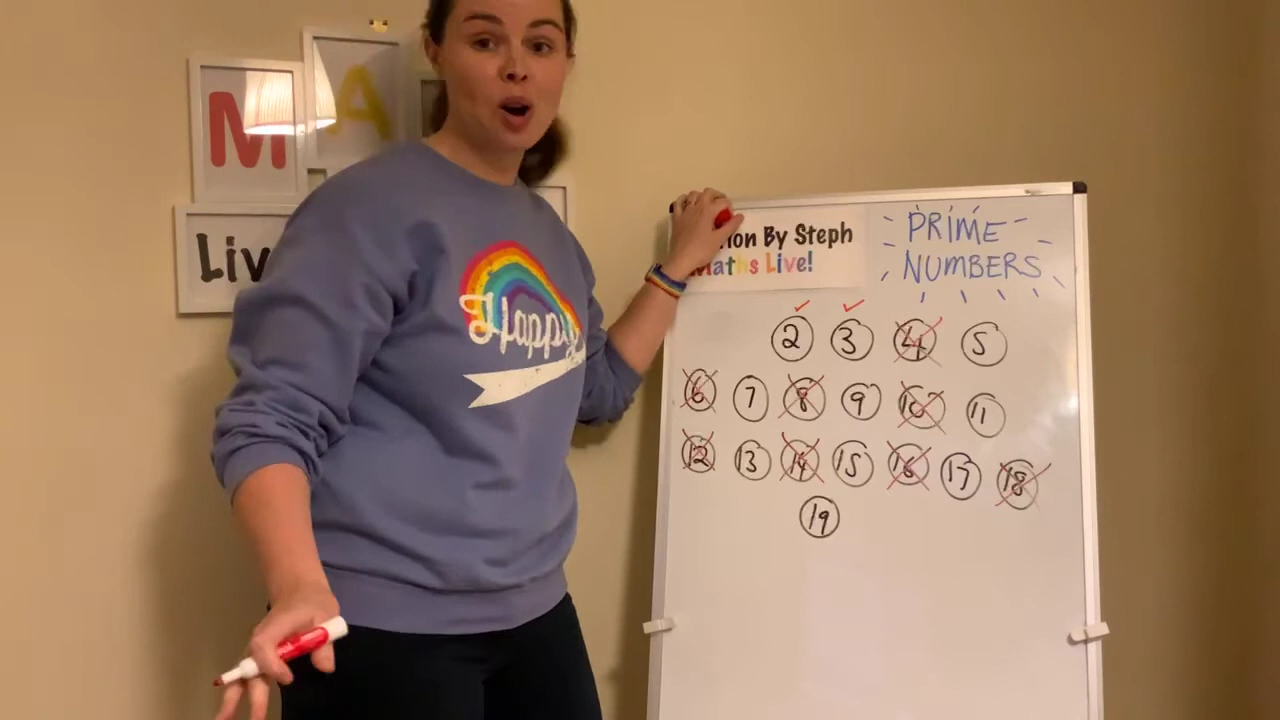 M
A
Liv
Happy
ion By Steph
Maths Live!
PRIME
NUMBERS
2 3 4 5
6 7 8 9 10 11
12 13 14 15 16 17 18
19